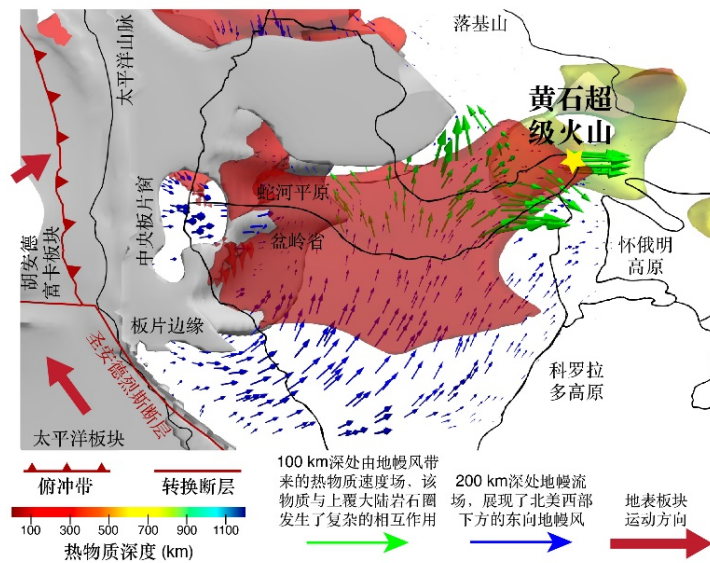 落基山
太平洋山脉
黄石超
级火山
蛇河平原
中央板片窗
盆岭省
怀俄明
高原
胡安德
富卡板块
板片边缘
圣安德烈斯断层
科罗拉
多高原
太平洋板块
俯冲带
转换断层
100 300 500 700 900 1100
热物质深度 (km)
100 km深处由地幔风带
来的热物质速度场，该
物质与上覆大陆岩石圈
发生了复杂的相互作用
200 km深处地幔流
场，展现了北美西部
下方的东向地幔风
地表板块
运动方向